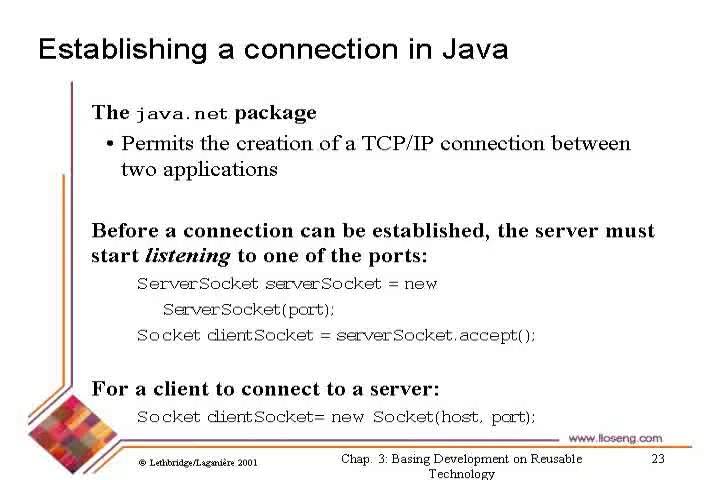 Establishing a connection in Java
The java.net package
• Permits the creation of a TCP/IP connection between
two applications
Before a connection can be established, the server must
start listening to one of the ports:
ServerSocket serverSocket = new
ServerSocket(port);
Socket clientSocket = serverSocket.accept();
For a client to connect to a server:
Socket clientSocket= new Socket(host, port);
www.lloseng.com
© Lethbridge/Laganière 2001
Chap. 3: Basing Development on Reusable
Technology
23